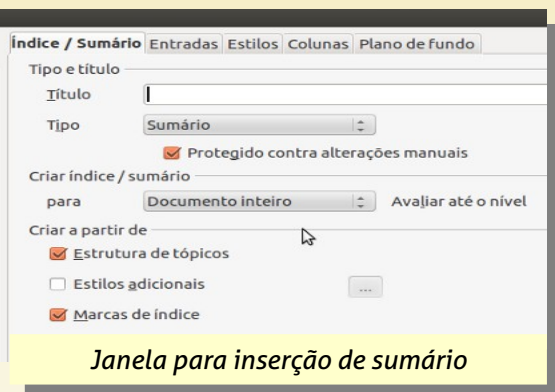 Índice / Sumário Entradas Estilos Colunas Plano de fundo
Tipo e título
Título
Tipo Sumário
Protegido contra alterações manuais
Criar índice / sumário
para Documento inteiro Avaliar até o nível
Criar a partir de
Estrutura de tópicos
Estilos adicionais ...
Marcas de índice
Janela para inserção de sumário